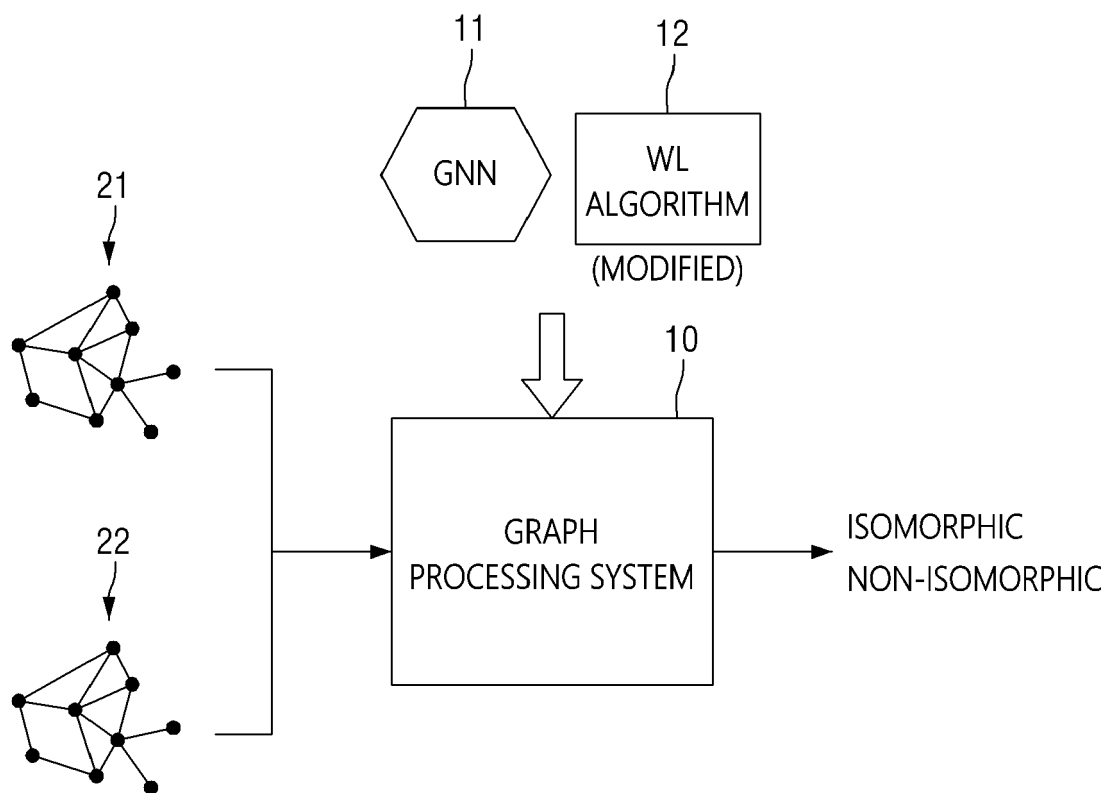 11
12
GNN
WL
ALGORITHM
(MODIFIED)
21
10
GRAPH
PROCESSING SYSTEM
ISOMORPHIC
NON-ISOMORPHIC
22